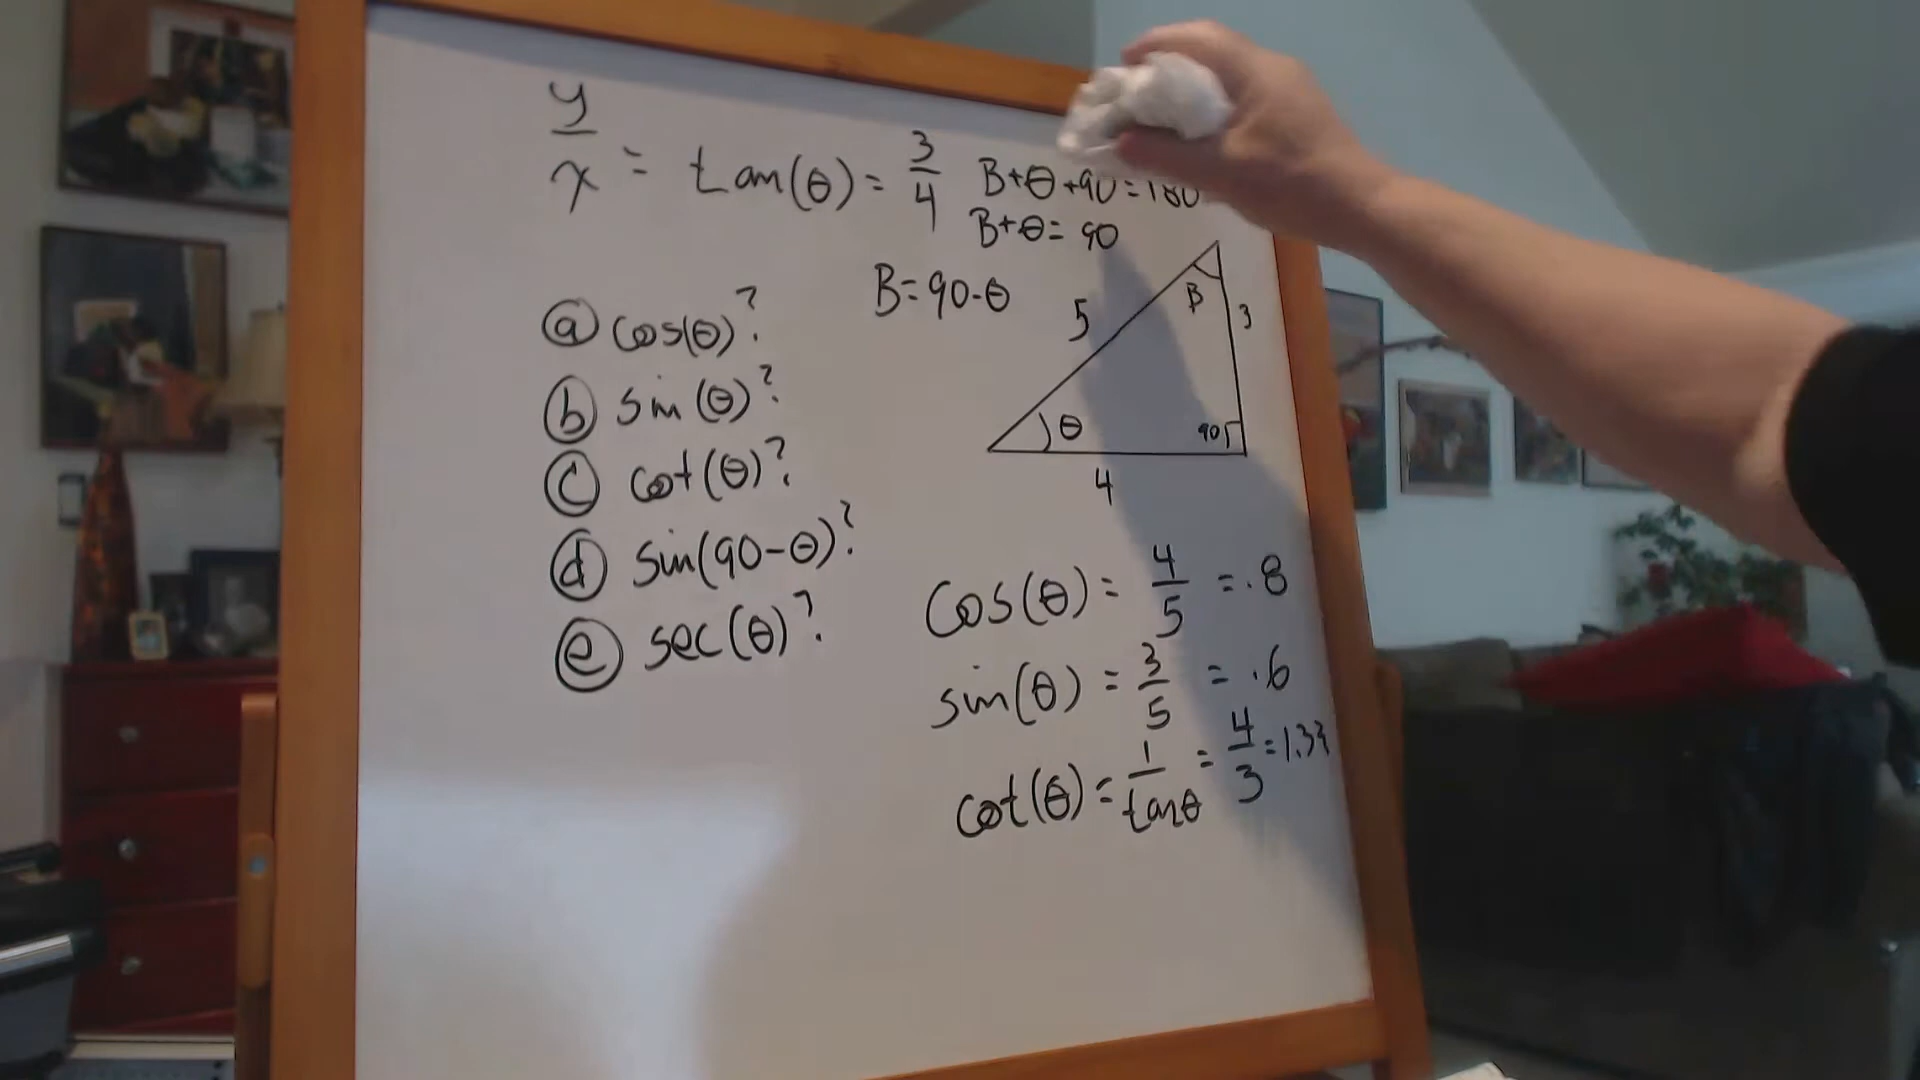 y/x = tan(θ) = 3/4
B+θ+90=180
B+θ=90
B=90-θ
ⓐ cos(θ)?
ⓑ sin(θ)?
ⓒ cot(θ)?
ⓓ sin(90-θ)?
ⓔ sec(θ)?
5
B
3
θ
90
4
cos(θ) = 4/5 = .8
sin(θ) = 3/5 = .6
cot(θ) = 1/tanθ = 4/3 = 1.33